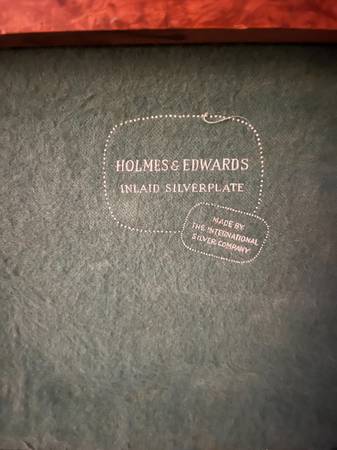 HOLMES & EDWARDS
INLAID SILVERPLATE
MADE BY
THE INTERNATIONAL
SILVER COMPANY